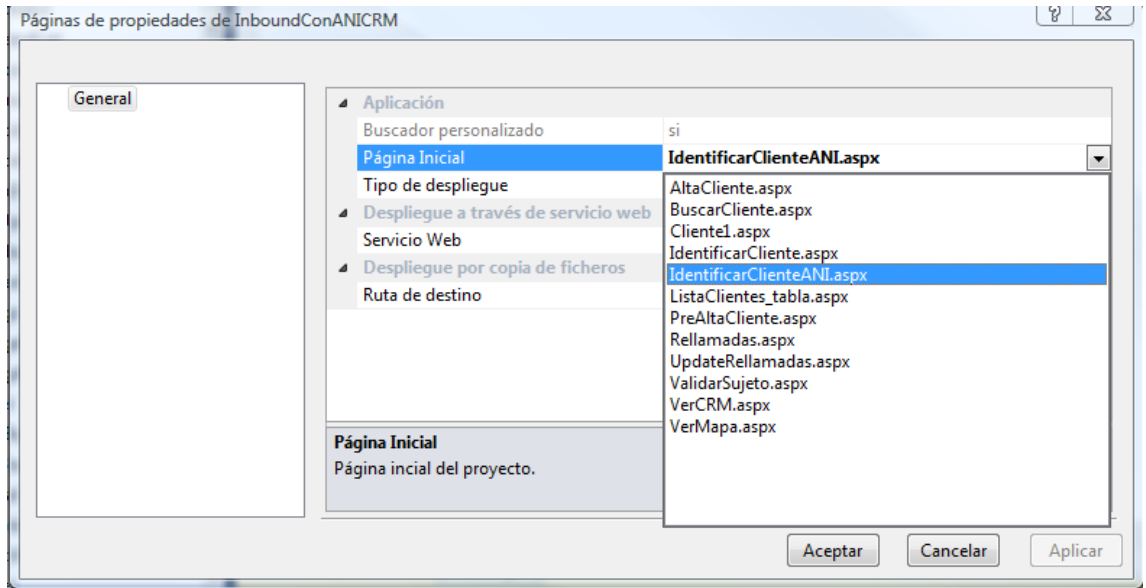 Páginas de propiedades de InboundConANICRM
General
Aplicación
Buscador personalizado si
Página Inicial IdentificarClienteANI.aspx
Tipo de despliegue
Despliegue a través de servicio web
Servicio Web
Despliegue por copia de ficheros
Ruta de destino
AltaCliente.aspx
BuscarCliente.aspx
Cliente1.aspx
IdentificarCliente.aspx
IdentificarClienteANI.aspx
ListaClientes_tabla.aspx
PreAltaCliente.aspx
Rellamadas.aspx
UpdateRellamadas.aspx
ValidarSujeto.aspx
VerCRM.aspx
VerMapa.aspx
Página Inicial
Página incial del proyecto.
Aceptar Cancelar Aplicar